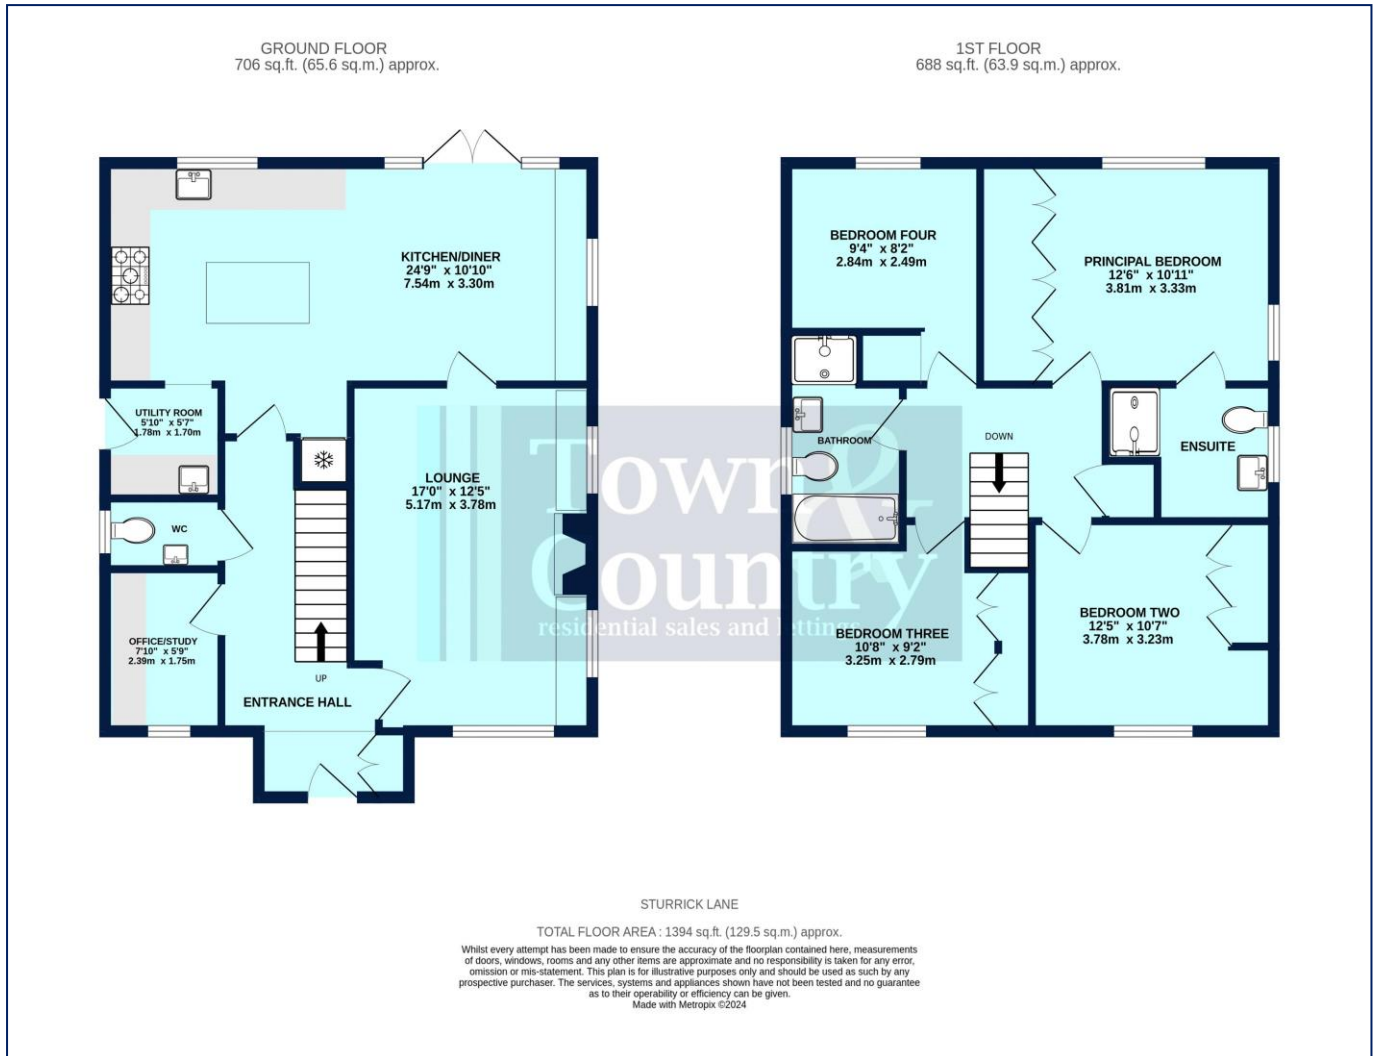 GROUND FLOOR
706 sq.ft. (65.6 sq.m.) approx.
KITCHEN/DINER
24'9" x 10'10"
7.54m x 3.30m
UTILITY ROOM
5'10" x 5'7"
1.78m x 1.70m
WC
LOUNGE
17'0" x 12'5"
5.17m x 3.78m
OFFICE/STUDY
7'10" x 5'9"
2.39m x 1.75m
UP
ENTRANCE HALL
1ST FLOOR
688 sq.ft. (63.9 sq.m.) approx.
BEDROOM FOUR
9'4" x 8'2"
2.84m x 2.49m
PRINCIPAL BEDROOM
12'6" x 10'11"
3.81m x 3.33m
BATHROOM
DOWN
ENSUITE
BEDROOM THREE
10'8" x 9'2"
3.25m x 2.79m
BEDROOM TWO
12'5" x 10'7"
3.78m x 3.23m
Town &
Country
residential sales and lettings
STURRICK LANE
TOTAL FLOOR AREA : 1394 sq.ft. (129.5 sq.m.) approx.
Whilst every attempt has been made to ensure the accuracy of the floorplan contained here, measurements
of doors, windows, rooms and any other items are approximate and no responsibility is taken for any error,
omission or mis-statement. This plan is for illustrative purposes only and should be used as such by any
prospective purchaser. The services, systems and appliances shown have not been tested and no guarantee
as to their operability or efficiency can be given.
Made with Metropix ©2024